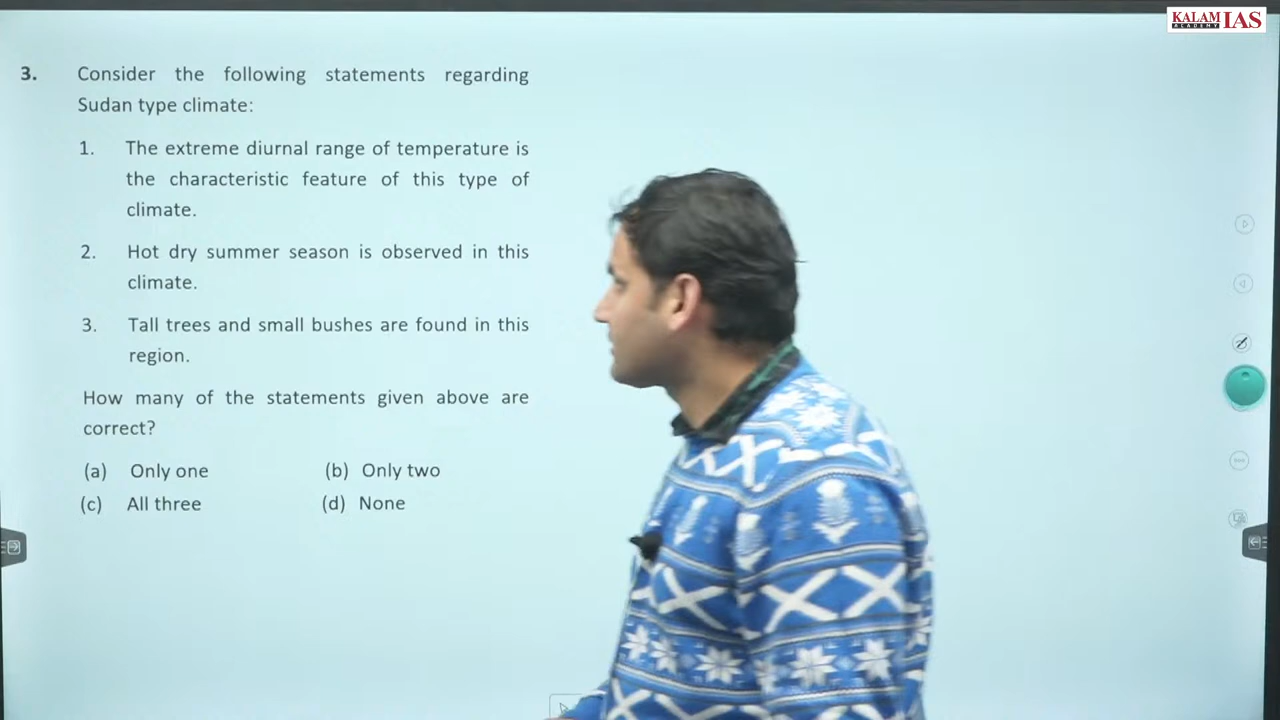 KALAM IAS
ACADEMY
3. Consider the following statements regarding
Sudan type climate:
1. The extreme diurnal range of temperature is
the characteristic feature of this type of
climate.
2. Hot dry summer season is observed in this
climate.
3. Tall trees and small bushes are found in this
region.
How many of the statements given above are
correct?
(a) Only one (b) Only two
(c) All three (d) None